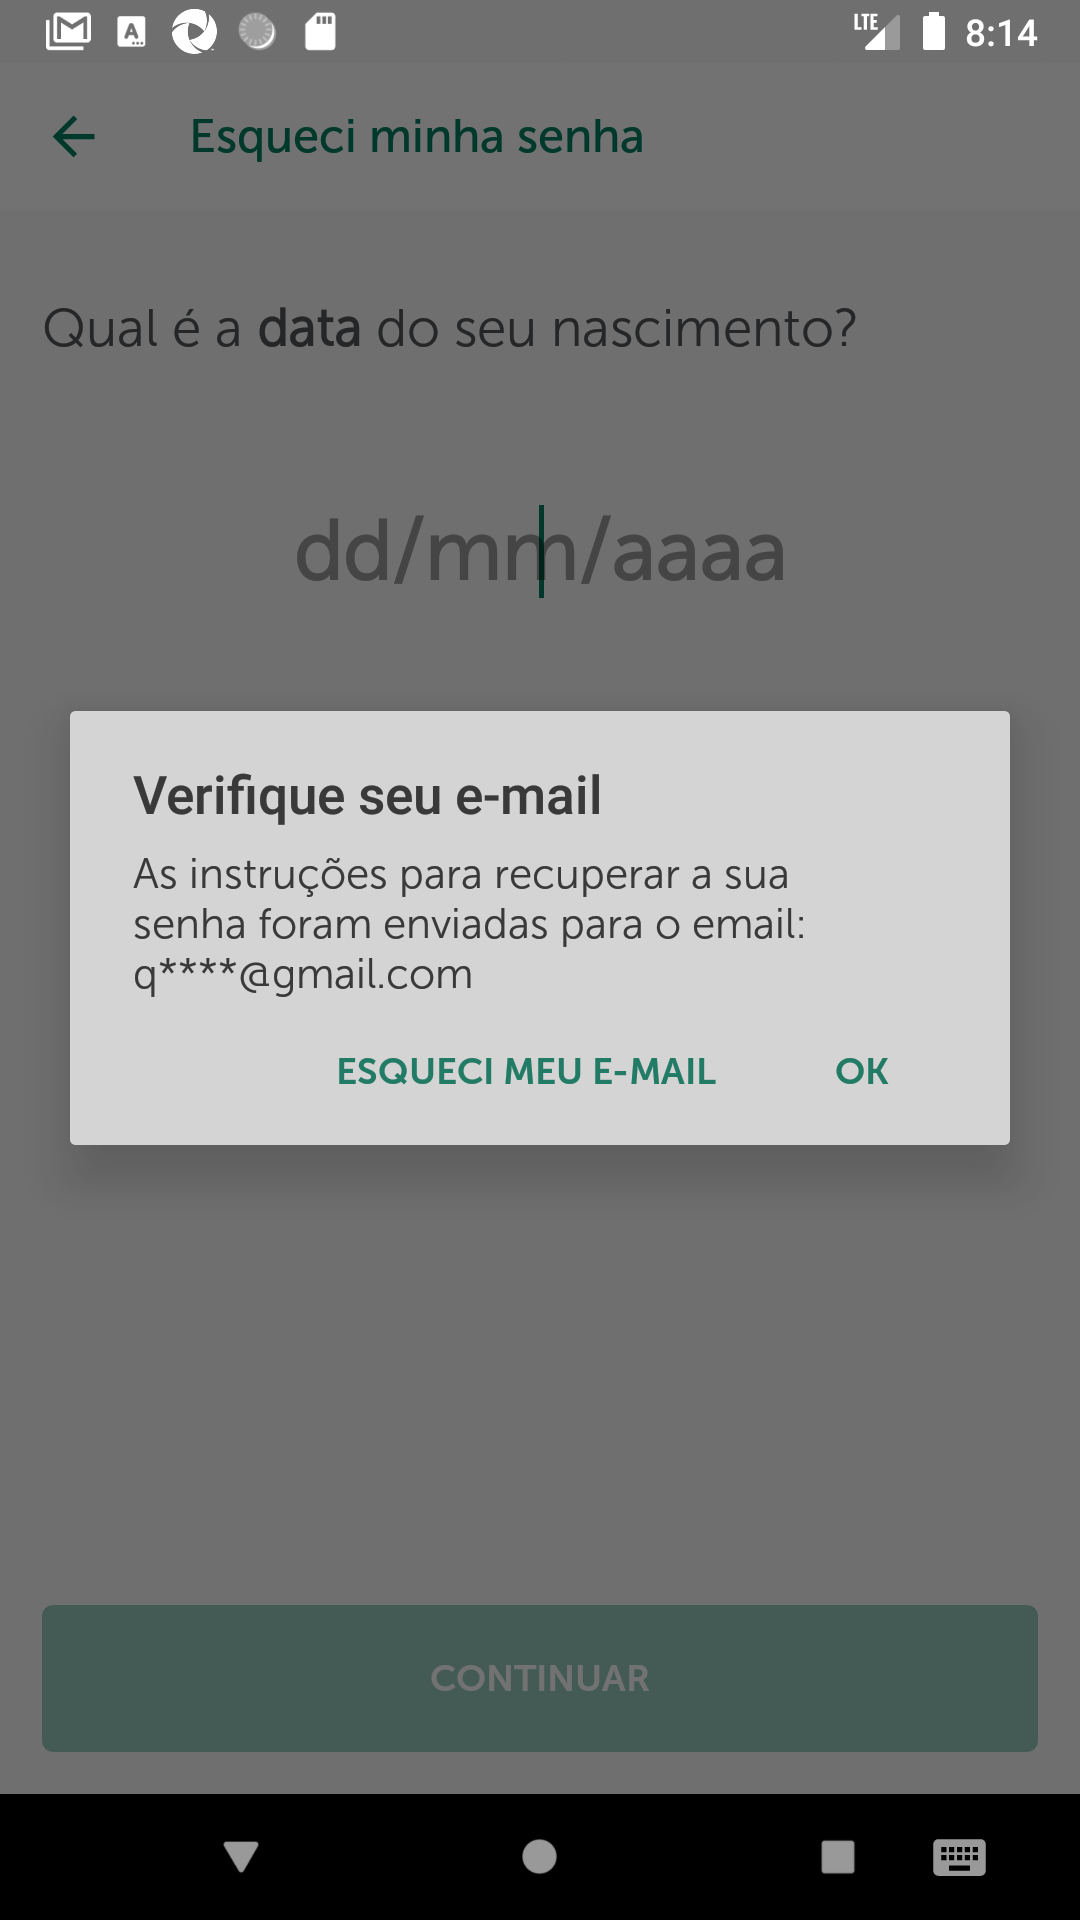 LTE 8:14
Esqueci minha senha
Qual é a data do seu nascimento?
dd/mm/aaaa
Verifique seu e-mail
As instruções para recuperar a sua
senha foram enviadas para o email:
q****@gmail.com
ESQUECI MEU E-MAIL OK
CONTINUAR